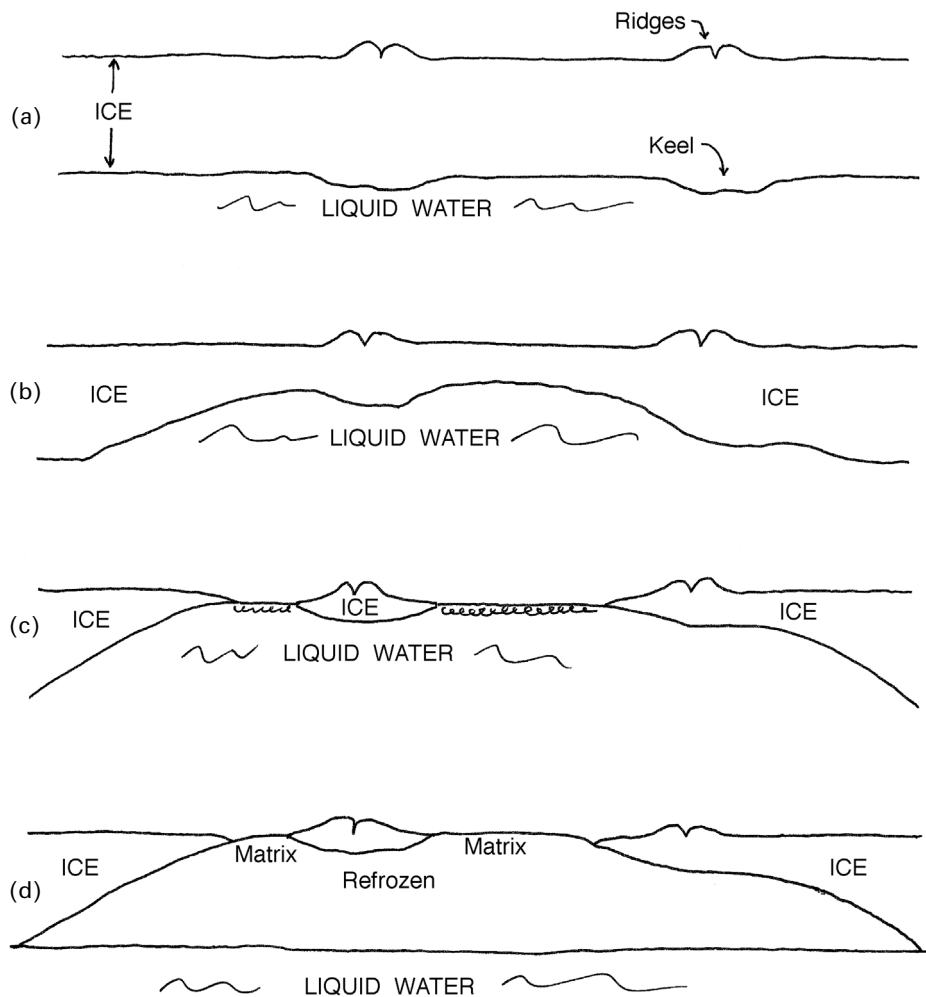 Ridges
(a)
ICE
Keel
LIQUID WATER
(b)
ICE
ICE
LIQUID WATER
(c)
ICE
ICE
ICE
LIQUID WATER
(d)
ICE
Matrix
Matrix
ICE
Refrozen
LIQUID WATER